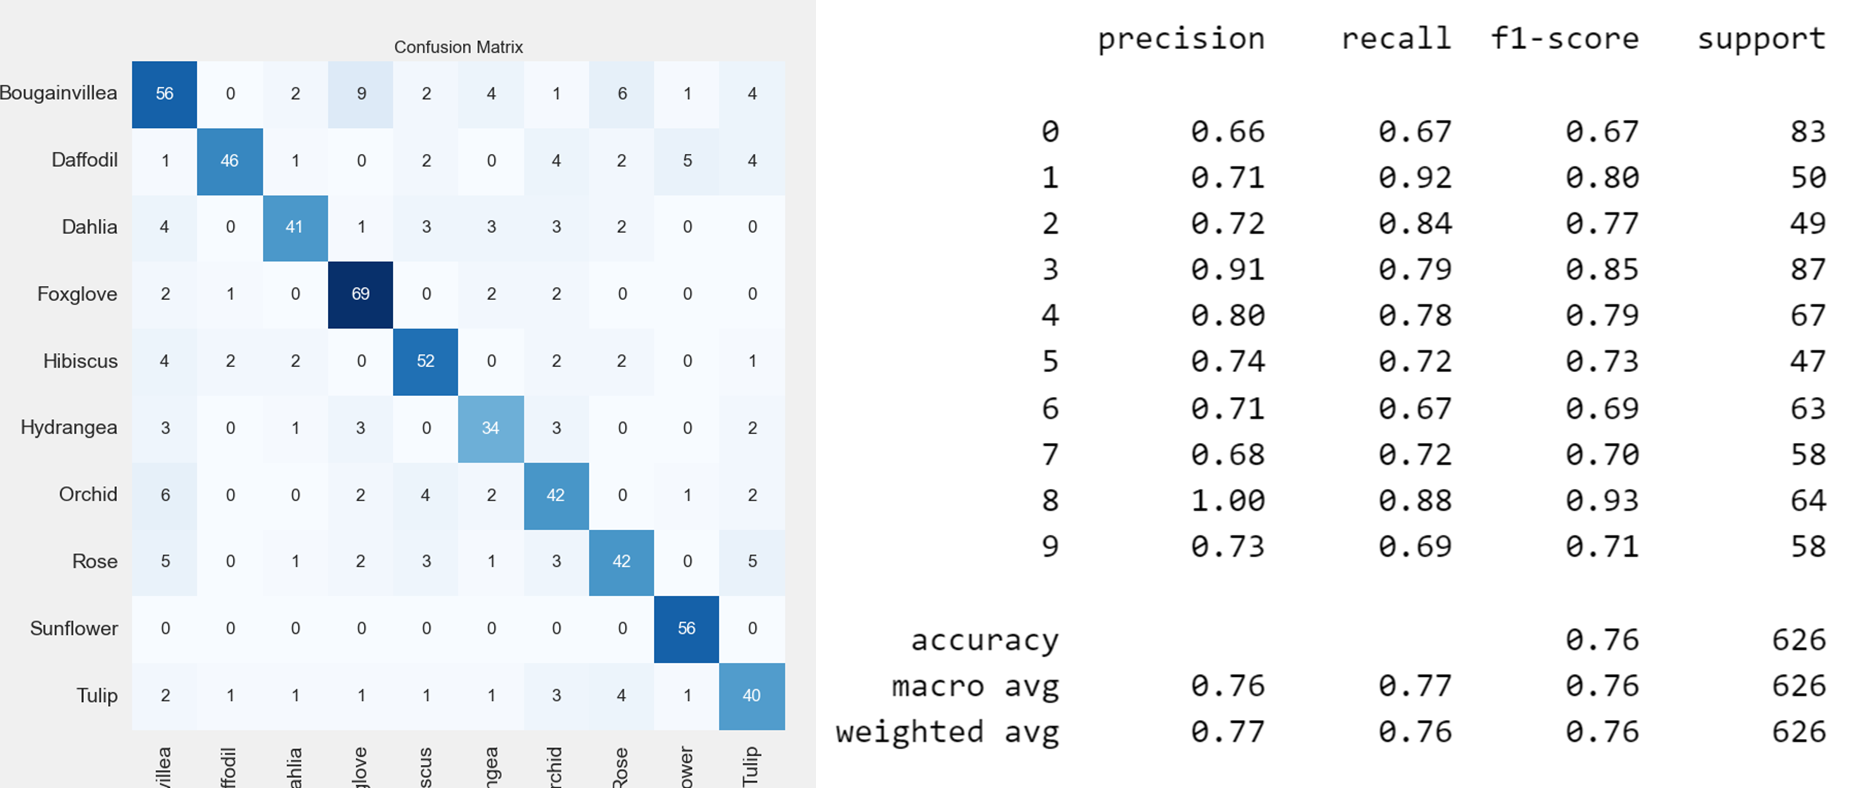 Confusion Matrix
Bougainvillea 56 0 2 9 2 4 1 6 1 4
Daffodil 1 46 1 0 2 0 4 2 5 4
Dahlia 4 0 41 1 3 3 3 2 0 0
Foxglove 2 1 0 69 0 2 2 0 0 0
Hibiscus 4 2 2 0 52 0 2 2 0 1
Hydrangea 3 0 1 3 0 34 3 0 0 2
Orchid 6 0 0 2 4 2 42 0 1 2
Rose 5 0 1 2 3 1 3 42 0 5
Sunflower 0 0 0 0 0 0 0 0 56 0
Tulip 2 1 1 1 1 1 3 4 1 40
villea ffodil ahlia glove scus ngea rchid Rose ower Tulip
precision recall f1-score support
0 0.66 0.67 0.67 83
1 0.71 0.92 0.80 50
2 0.72 0.84 0.77 49
3 0.91 0.79 0.85 87
4 0.80 0.78 0.79 67
5 0.74 0.72 0.73 47
6 0.71 0.67 0.69 63
7 0.68 0.72 0.70 58
8 1.00 0.88 0.93 64
9 0.73 0.69 0.71 58
accuracy 0.76 626
macro avg 0.76 0.77 0.76 626
weighted avg 0.77 0.76 0.76 626